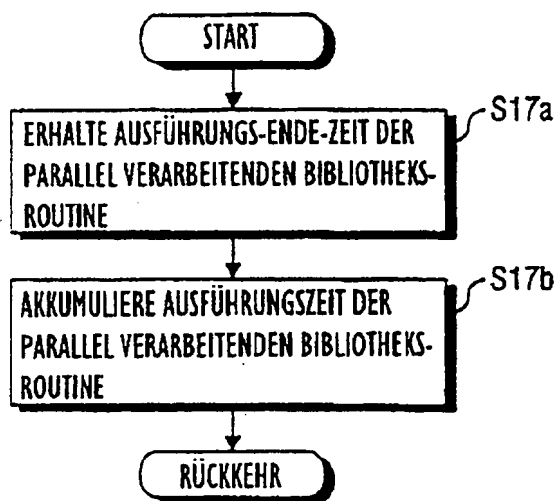 START
S17a
ERHALTE AUSFÜHRUNGS-ENDE-ZEIT DER
PARALLEL VERARBEITENDEN BIBLIOTHEKS-
ROUTINE
S17b
AKKUMULIERE AUSFÜHRUNGSZEIT DER
PARALLEL VERARBEITENDEN BIBLIOTHEKS-
ROUTINE
RÜCKKEHR